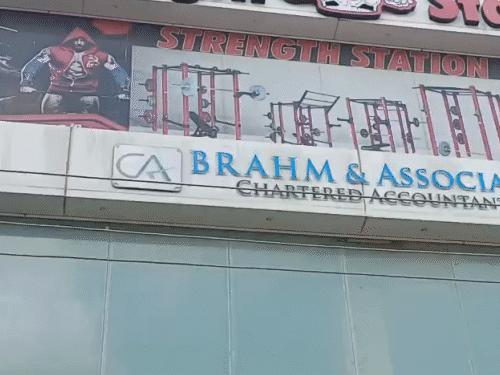 STRENGTH STATION
CA BRAHM & ASSOCIA
CHARTERED ACCOUNTANT